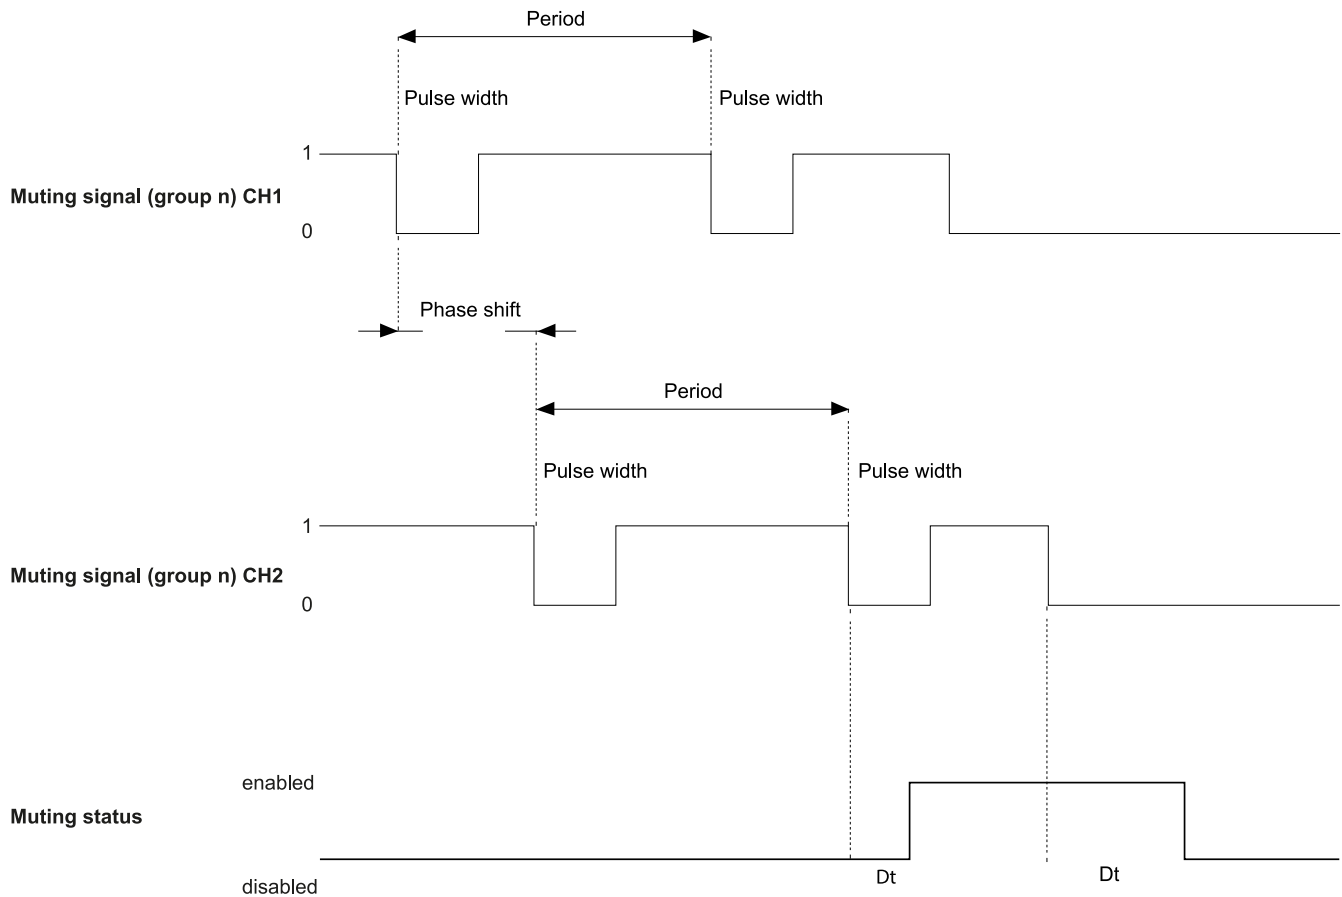 Period
Pulse width Pulse width
1
Muting signal (group n) CH1
0
Phase shift
Period
Pulse width Pulse width
1
Muting signal (group n) CH2
0
enabled
Muting status
Dt Dt
disabled